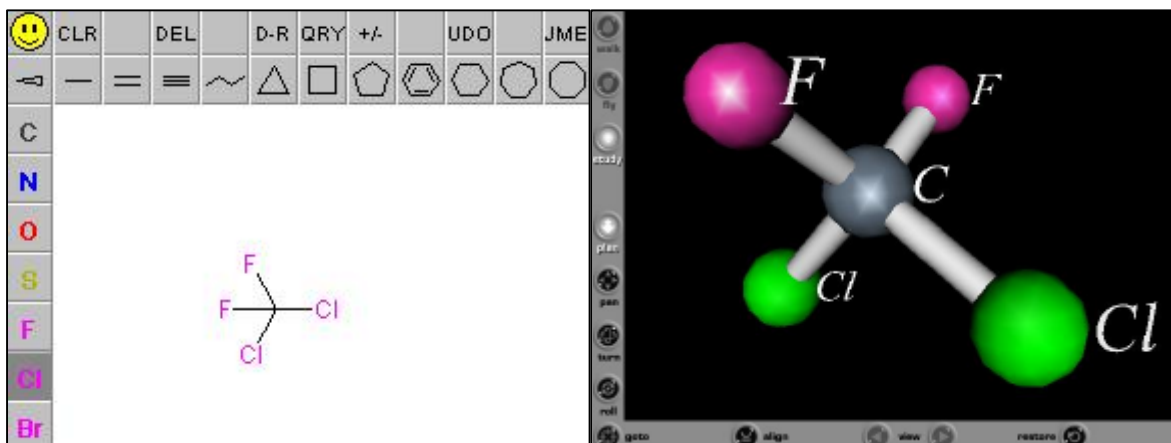 CLR DEL D-R QRY +/- UDO JME
C
N
O
S
F
Cl
Br
F
F Cl
Cl
walk
fly
study
plan
pan
turn
roll
goto align view restore
F F
C
Cl
Cl